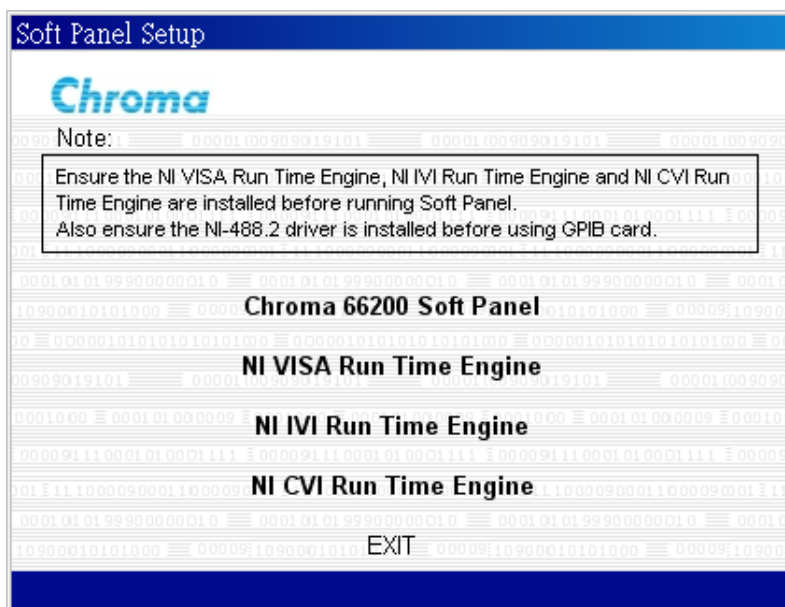 Soft Panel Setup
Chroma
Note:
Ensure the NI VISA Run Time Engine, NI IVI Run Time Engine and NI CVI Run
Time Engine are installed before running Soft Panel.
Also ensure the NI-488.2 driver is installed before using GPIB card.
Chroma 66200 Soft Panel
NI VISA Run Time Engine
NI IVI Run Time Engine
NI CVI Run Time Engine
EXIT